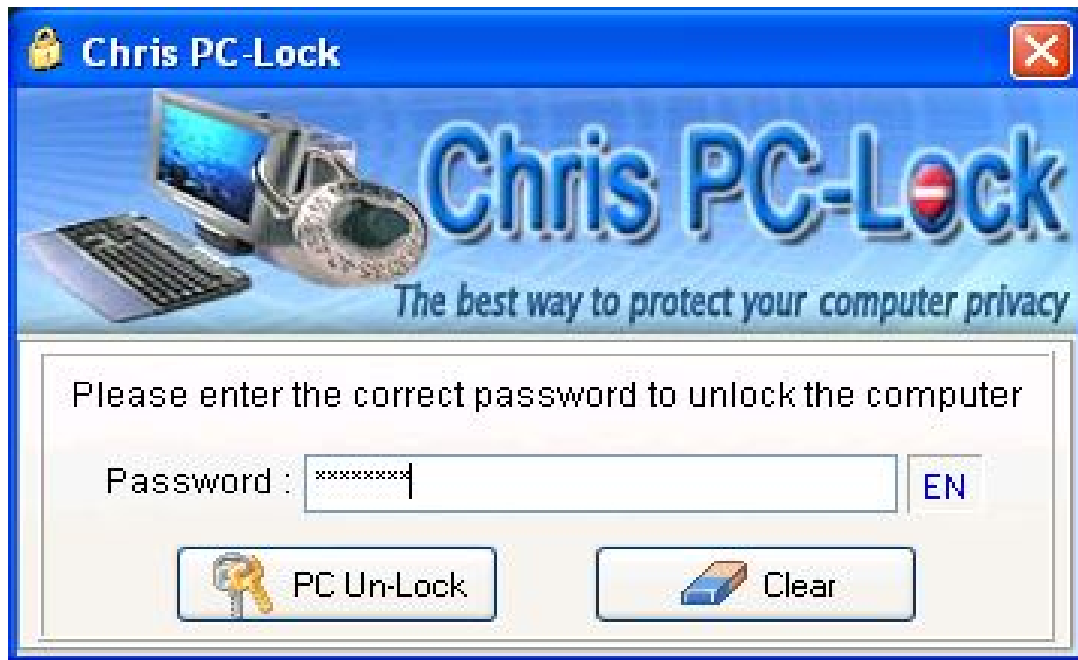 Chris PC-Lock
Chris PC-Lock
The best way to protect your computer privacy
Please enter the correct password to unlock the computer
Password : ******** EN
PC Un-Lock Clear